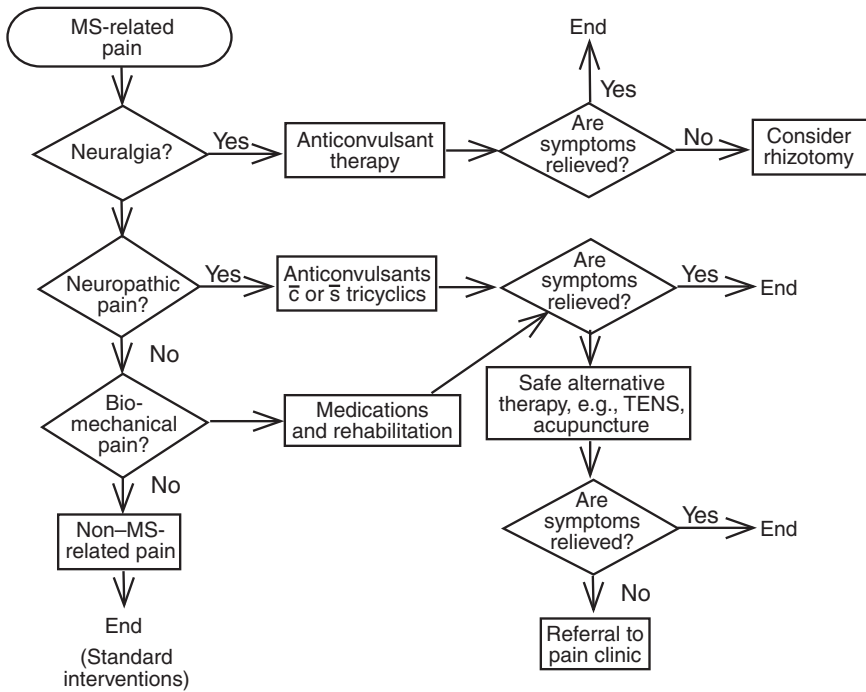 MS-related
pain
End
Yes
Neuralgia?
Yes
Anticonvulsant
therapy
Are
symptoms
relieved?
No
Consider
rhizotomy
Neuropathic
pain?
Yes
Anticonvulsants
c̄ or s̄ tricyclics
Are
symptoms
relieved?
Yes
End
No
Bio-
mechanical
pain?
Medications
and rehabilitation
Safe alternative
therapy, e.g., TENS,
acupuncture
No
Non–MS-
related pain
Are
symptoms
relieved?
Yes
End
No
End
(Standard
interventions)
Referral to
pain clinic